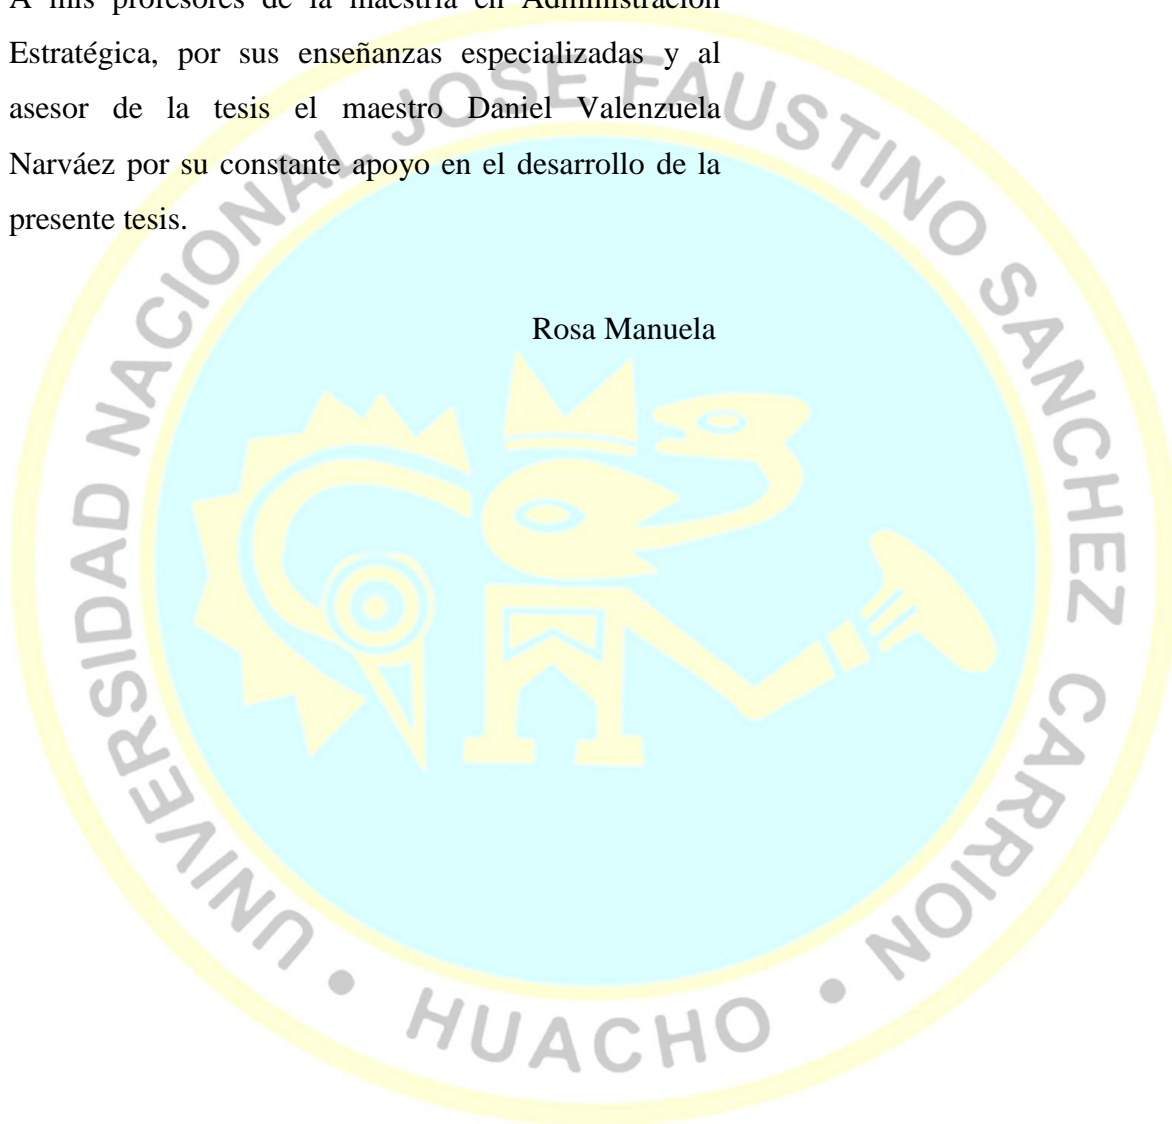 A mis profesores de la maestría en Administración
Estratégica, por sus enseñanzas especializadas y al
asesor de la tesis el maestro Daniel Valenzuela
Narváez por su constante apoyo en el desarrollo de la
presente tesis.
Rosa Manuela
UNIVERSIDAD NACIONAL JOSE FAUSTINO SANCHEZ CARRION
• HUACHO •